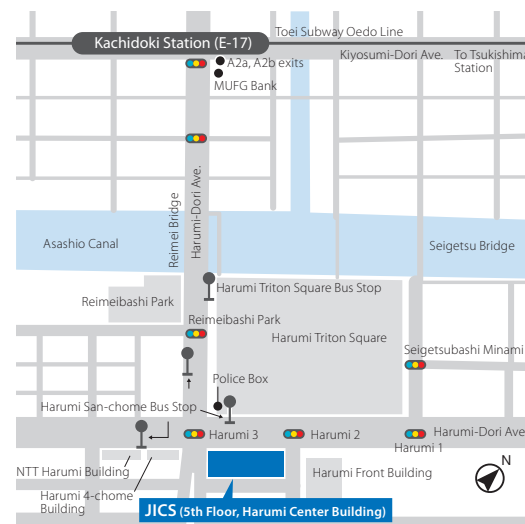 Toei Subway Oedo Line
Kachidoki Station (E-17)
Kiyosumi-Dori Ave.
To Tsukishima
Station
A2a, A2b exits
MUFG Bank
Harumi-Dori Ave.
Reimei Bridge
Asashio Canal
Seigetsu Bridge
Harumi Triton Square Bus Stop
Reimeibashi Park
Reimeibashi Park
Harumi Triton Square
Seigetsubashi Minami
Police Box
Harumi San-chome Bus Stop
Harumi 3
Harumi 2
Harumi-Dori Ave
Harumi 1
NTT Harumi Building
Harumi Front Building
N
Harumi 4-chome
Building
JICS (5th Floor, Harumi Center Building)